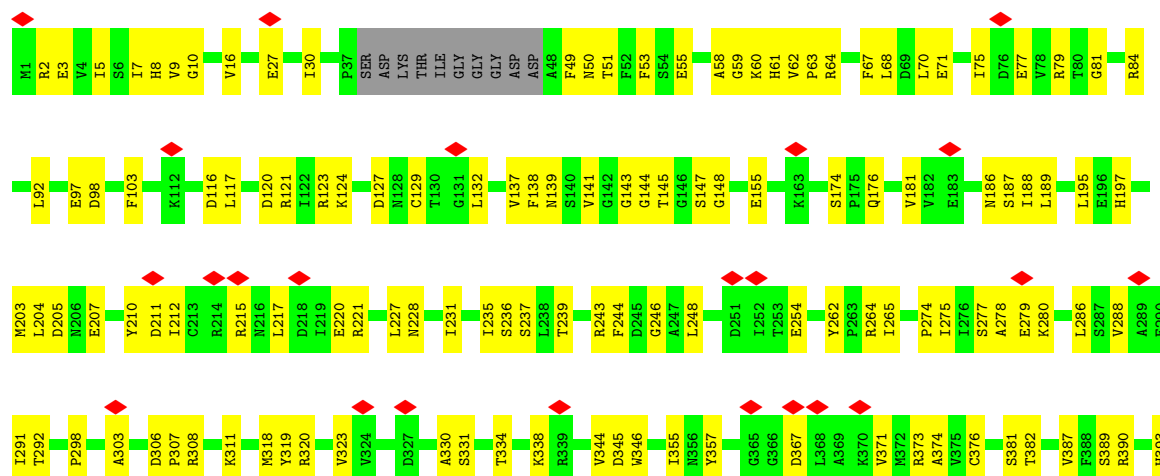 M1 R2 E3 V4 I5 S6 I7 H8 V9 G10 V16 E27 I30 P37 SER ASP LYS THR ILE GLY GLY GLY ASP ASP A48 F49 N50 T51 F52 F53 S54 E55 A58 G59 K60 H61 V62 P63 R64 F67 L68 D69 L70 E71 I75 D76 E77 V78 R79 T80 G81 R84
L92 E97 D98 F103 K112 D116 L117 D120 R121 I122 R123 K124 D127 N128 C129 T130 G131 L132 V137 F138 N139 S140 V141 G142 G143 G144 T145 G146 S147 G148 E155 K163 S174 P175 Q176 V181 V182 E183 N186 S187 I188 L189 L195 E196 H197
M203 L204 D205 N206 E207 Y210 D211 I212 C213 R214 R215 N216 L217 D218 I219 E220 R221 L227 N228 I231 I235 S236 S237 L238 T239 R243 F244 D245 G246 A247 L248 D251 I252 T253 E254 Y262 P263 R264 I265 P274 I275 I276 S277 A278 E279 K280 L286 S287 V288 A289
I291 T292 P298 A303 D306 P307 R308 K311 M318 Y319 R320 V323 V324 D327 A330 S331 T334 K338 R339 V344 D345 W346 I355 N356 Y357 G365 G366 D367 L368 A369 K370 V371 M372 R373 A374 V375 C376 S381 T382 V387 F388 S389 R390